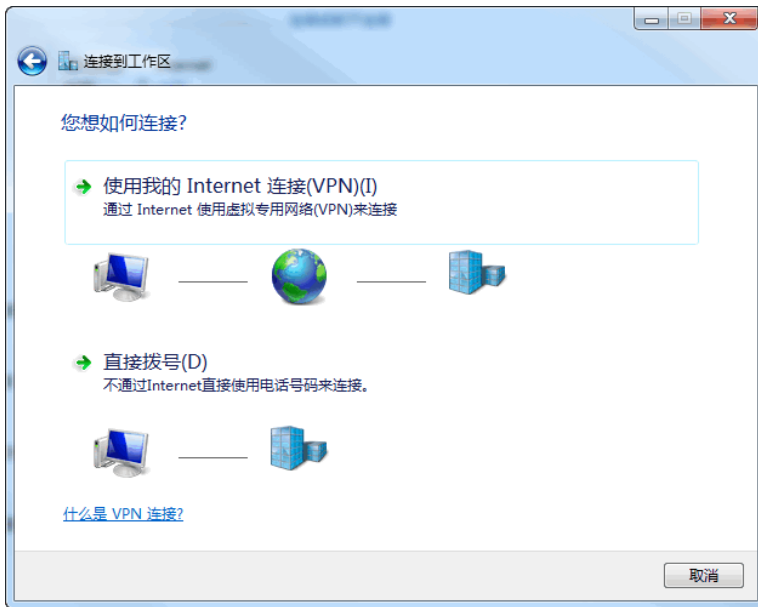 连接到工作区
您想如何连接?
使用我的 Internet 连接(VPN)(I)
通过 Internet 使用虚拟专用网络(VPN)来连接
直接拨号(D)
不通过Internet直接使用电话号码来连接。
什么是 VPN 连接?
取消